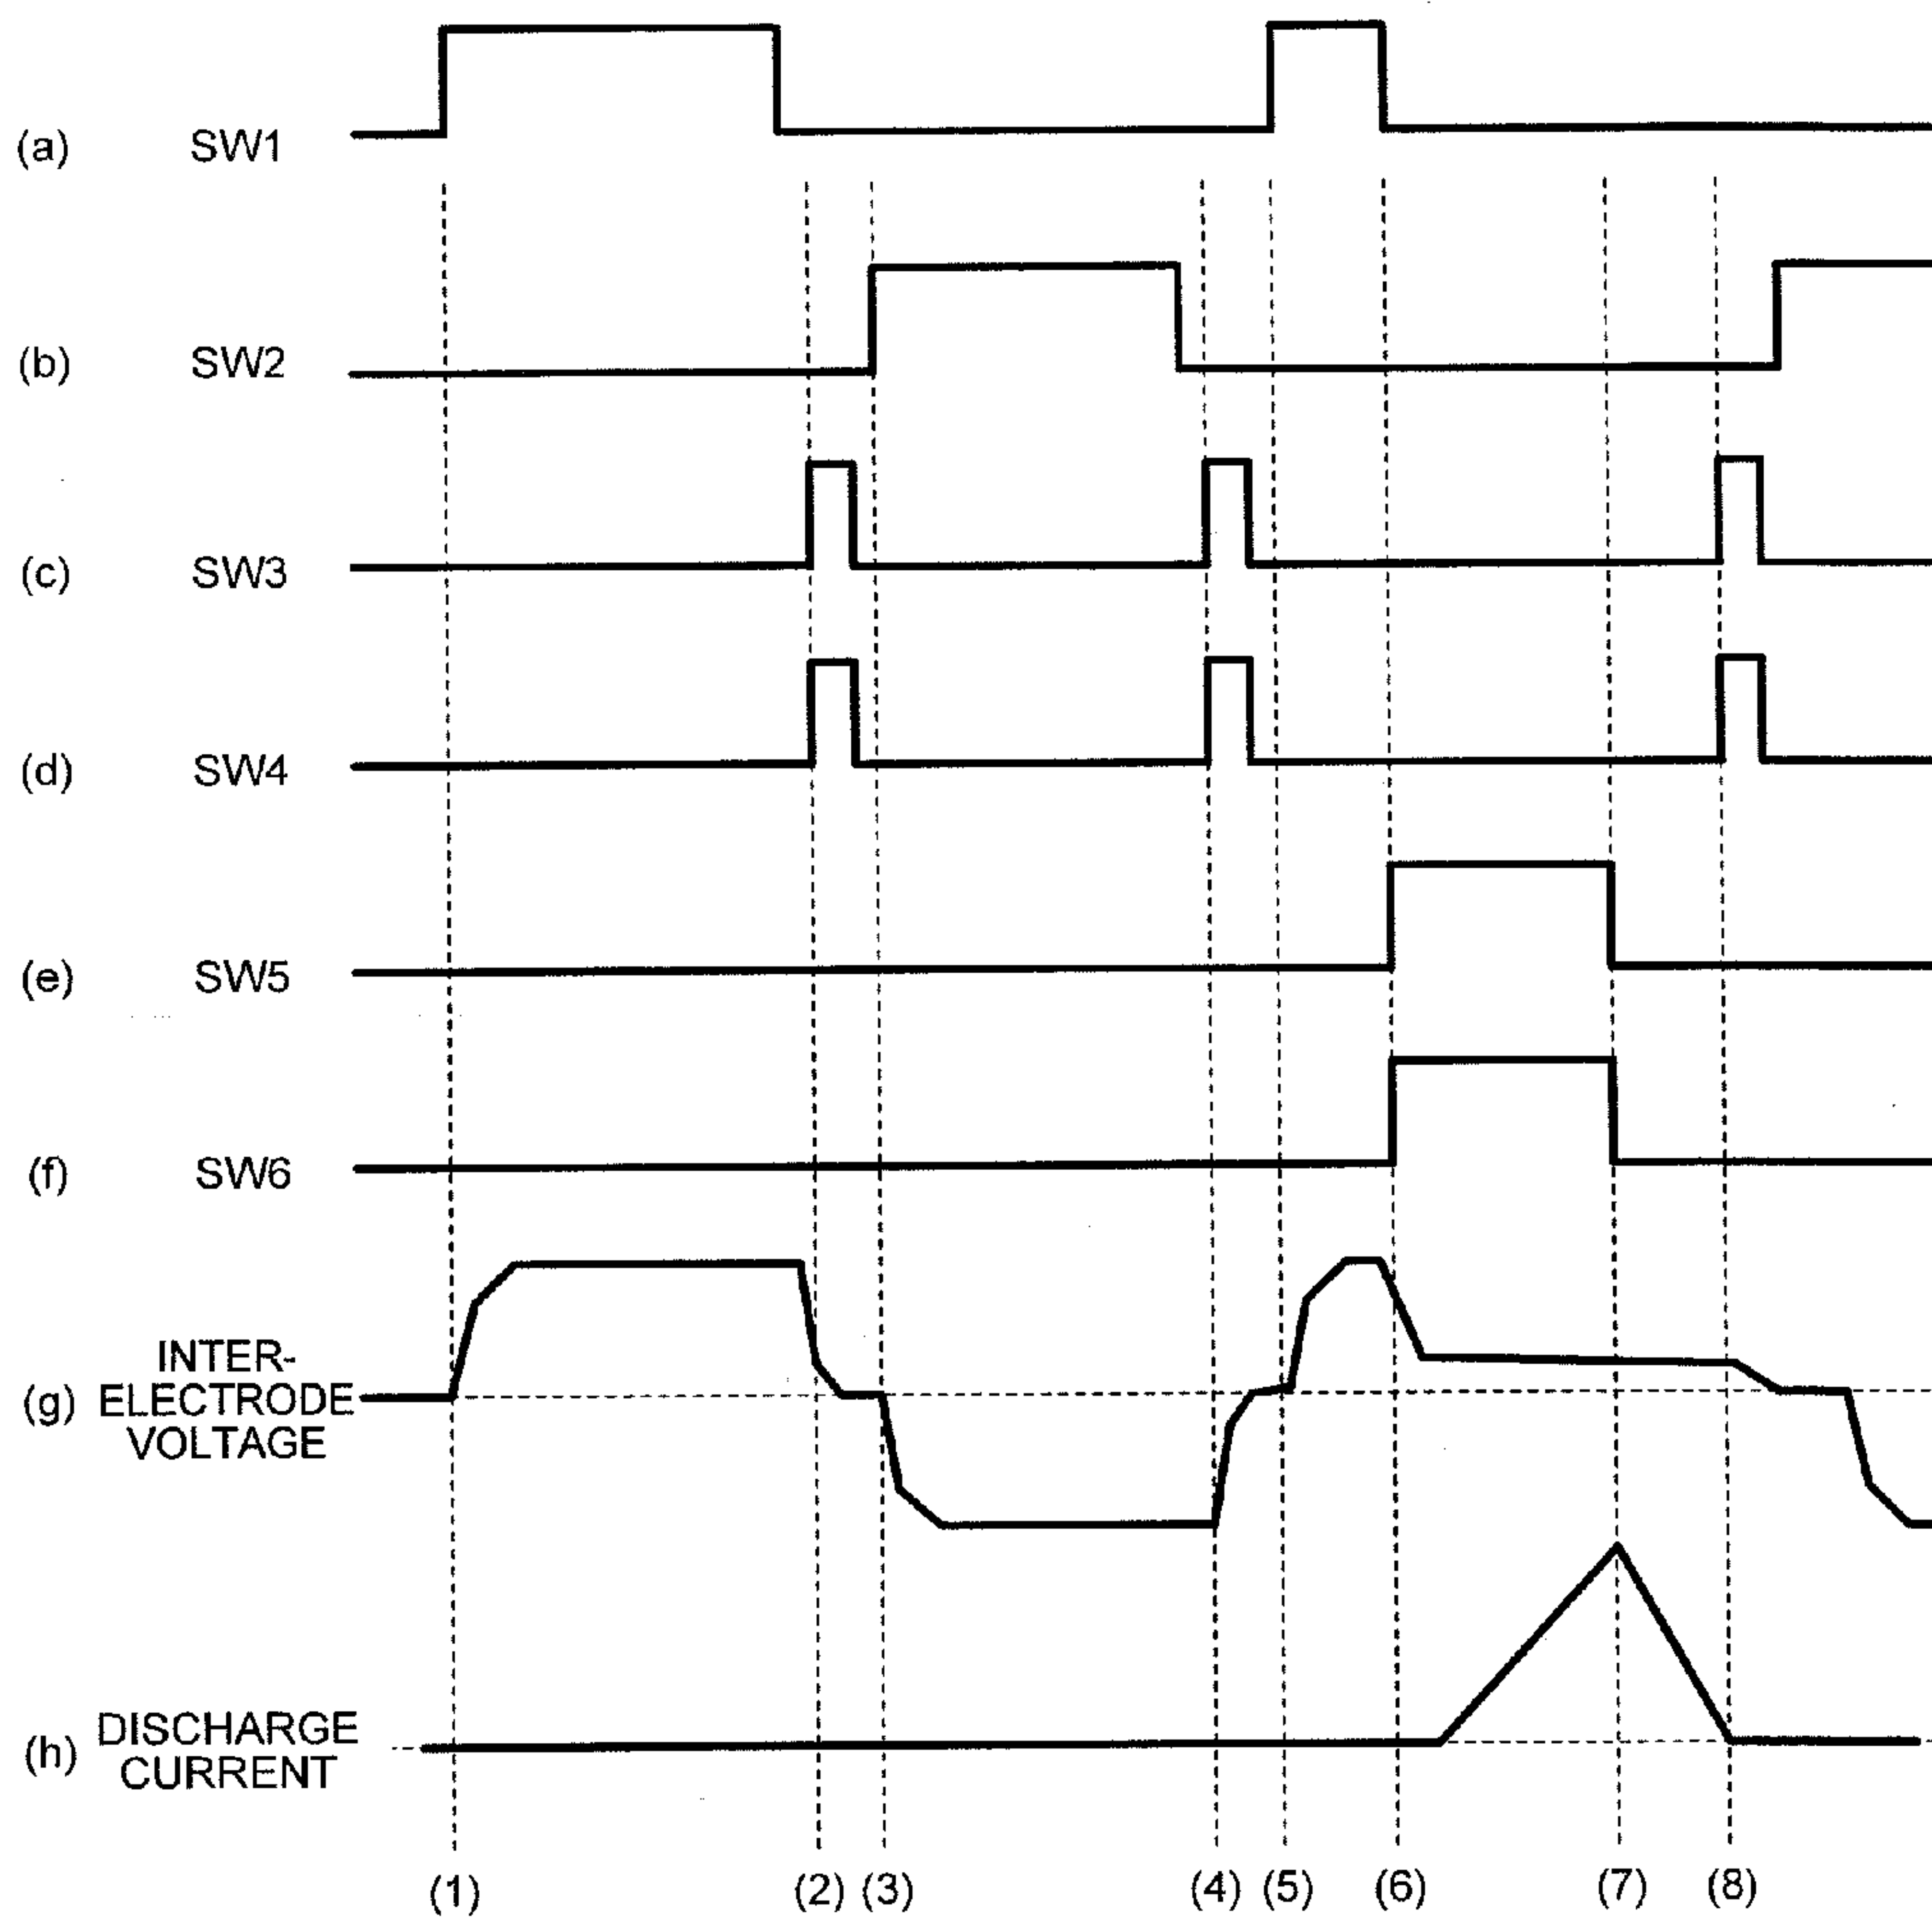 (a) SW1
(b) SW2
(c) SW3
(d) SW4
(e) SW5
(f) SW6
(g) INTER-
ELECTRODE
VOLTAGE
(h) DISCHARGE
CURRENT
(1) (2) (3) (4) (5) (6) (7) (8)